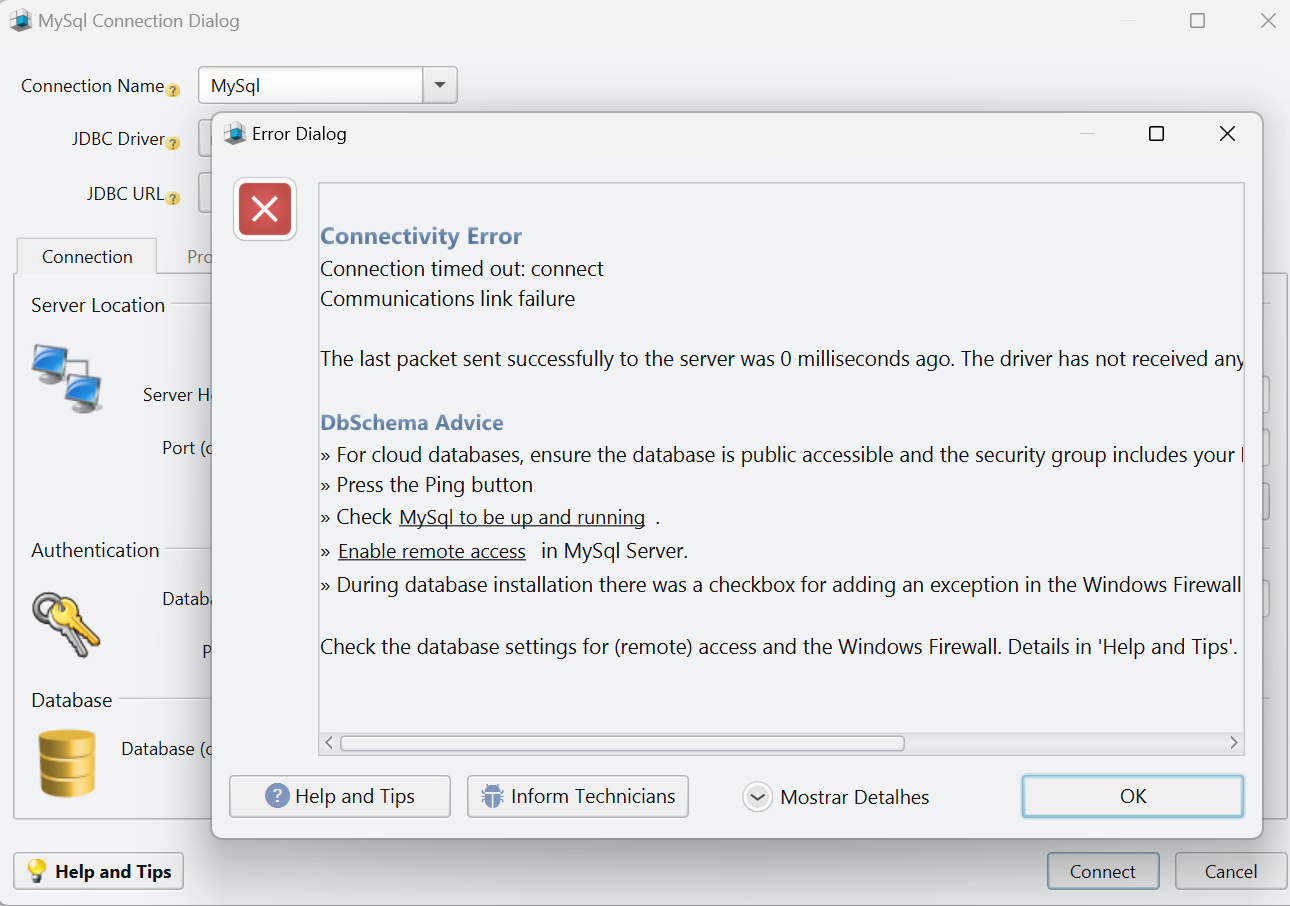 MySql Connection Dialog
Connection Name
MySql
JDBC Driver
JDBC URL
Connection
Server Location
Port
Authentication
Database
Database
Help and Tips
Connect
Cancel
Error Dialog
Connectivity Error
Connection timed out: connect
Communications link failure
The last packet sent successfully to the server was 0 milliseconds ago. The driver has not received any
DbSchema Advice
» For cloud databases, ensure the database is public accessible and the security group includes your
» Press the Ping button
» Check MySql to be up and running .
» Enable remote access in MySql Server.
» During database installation there was a checkbox for adding an exception in the Windows Firewall
Check the database settings for (remote) access and the Windows Firewall. Details in 'Help and Tips'.
Help and Tips
Inform Technicians
Mostrar Detalhes
OK